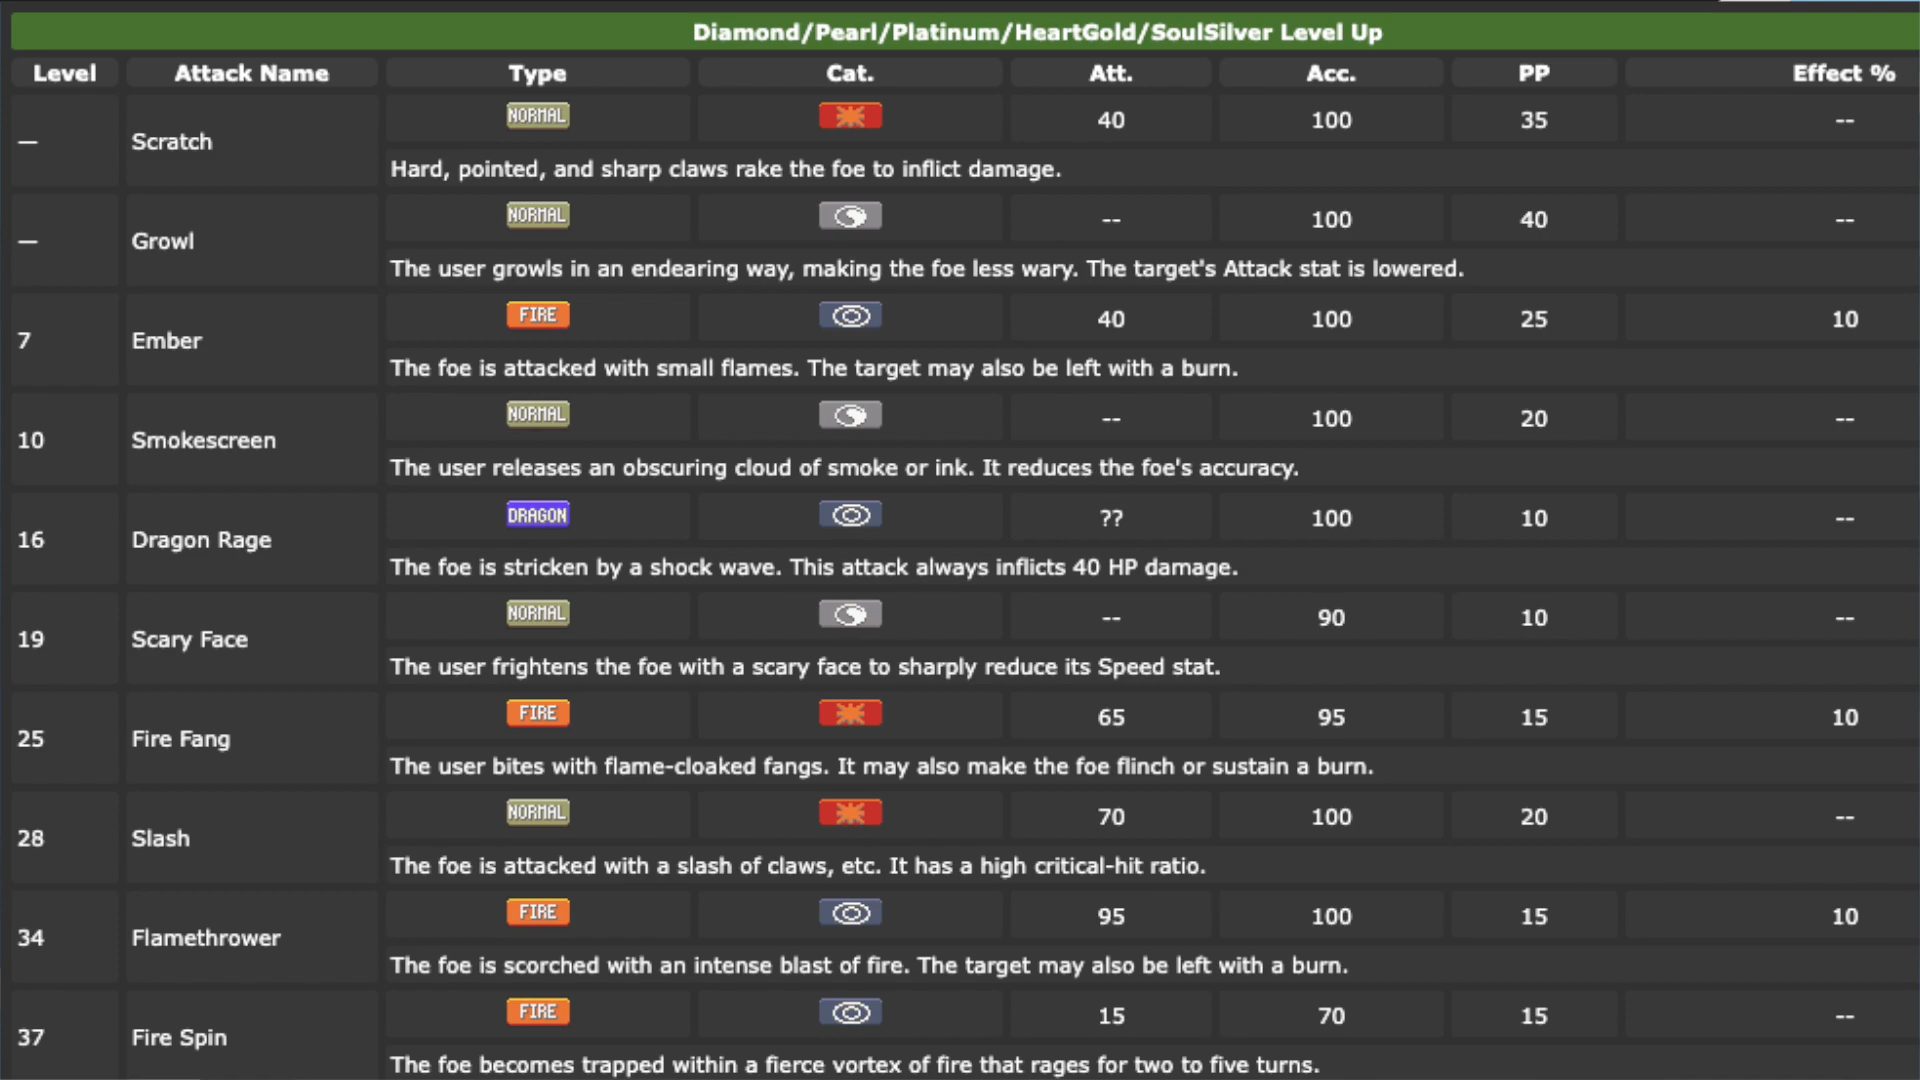 Diamond/Pearl/Platinum/HeartGold/SoulSilver Level Up
Level Attack Name Type Cat. Att. Acc. PP Effect %
— Scratch NORMAL 40 100 35 --
Hard, pointed, and sharp claws rake the foe to inflict damage.
— Growl NORMAL -- 100 40 --
The user growls in an endearing way, making the foe less wary. The target's Attack stat is lowered.
7 Ember FIRE 40 100 25 10
The foe is attacked with small flames. The target may also be left with a burn.
10 Smokescreen NORMAL -- 100 20 --
The user releases an obscuring cloud of smoke or ink. It reduces the foe's accuracy.
16 Dragon Rage DRAGON ?? 100 10 --
The foe is stricken by a shock wave. This attack always inflicts 40 HP damage.
19 Scary Face NORMAL -- 90 10 --
The user frightens the foe with a scary face to sharply reduce its Speed stat.
25 Fire Fang FIRE 65 95 15 10
The user bites with flame-cloaked fangs. It may also make the foe flinch or sustain a burn.
28 Slash NORMAL 70 100 20 --
The foe is attacked with a slash of claws, etc. It has a high critical-hit ratio.
34 Flamethrower FIRE 95 100 15 10
The foe is scorched with an intense blast of fire. The target may also be left with a burn.
37 Fire Spin FIRE 15 70 15 --
The foe becomes trapped within a fierce vortex of fire that rages for two to five turns.